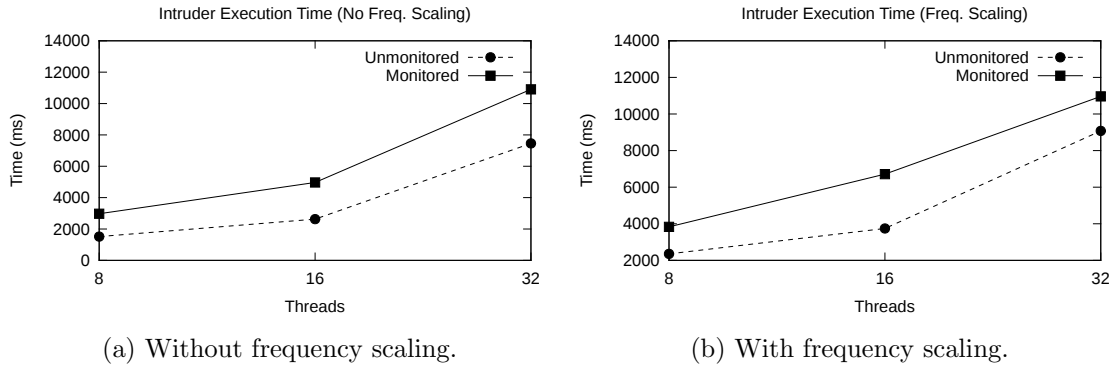 Intruder Execution Time (No Freq. Scaling)
14000
12000
10000
8000
6000
4000
2000
0
Time (ms)
Unmonitored
Monitored
8 16 32
Threads
(a) Without frequency scaling.
Intruder Execution Time (Freq. Scaling)
14000
12000
10000
8000
6000
4000
2000
Time (ms)
Unmonitored
Monitored
8 16 32
Threads
(b) With frequency scaling.